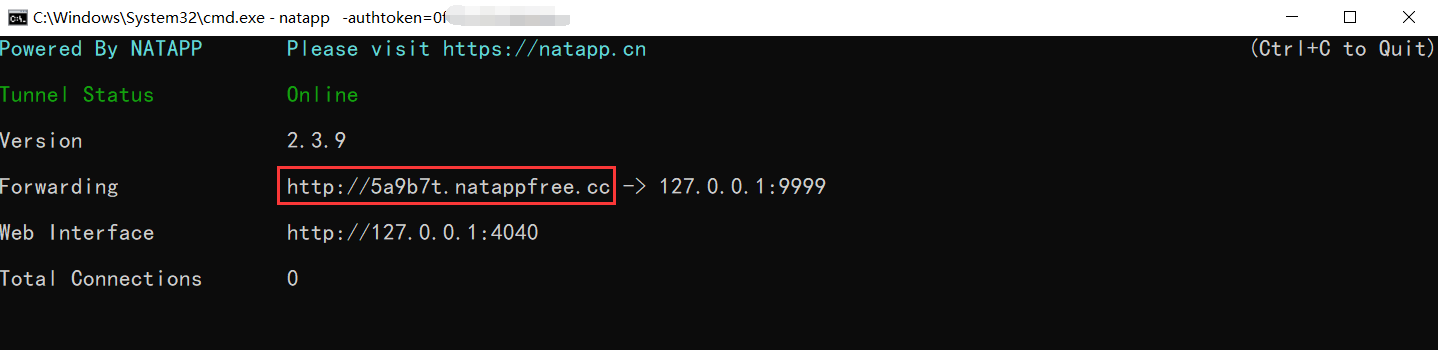 C:\Windows\System32\cmd.exe - natapp -authtoken=0f
Powered By NATAPP Please visit https://natapp.cn (Ctrl+C to Quit)
Tunnel Status Online
Version 2.3.9
Forwarding http://5a9b7t.natappfree.cc -> 127.0.0.1:9999
Web Interface http://127.0.0.1:4040
Total Connections 0